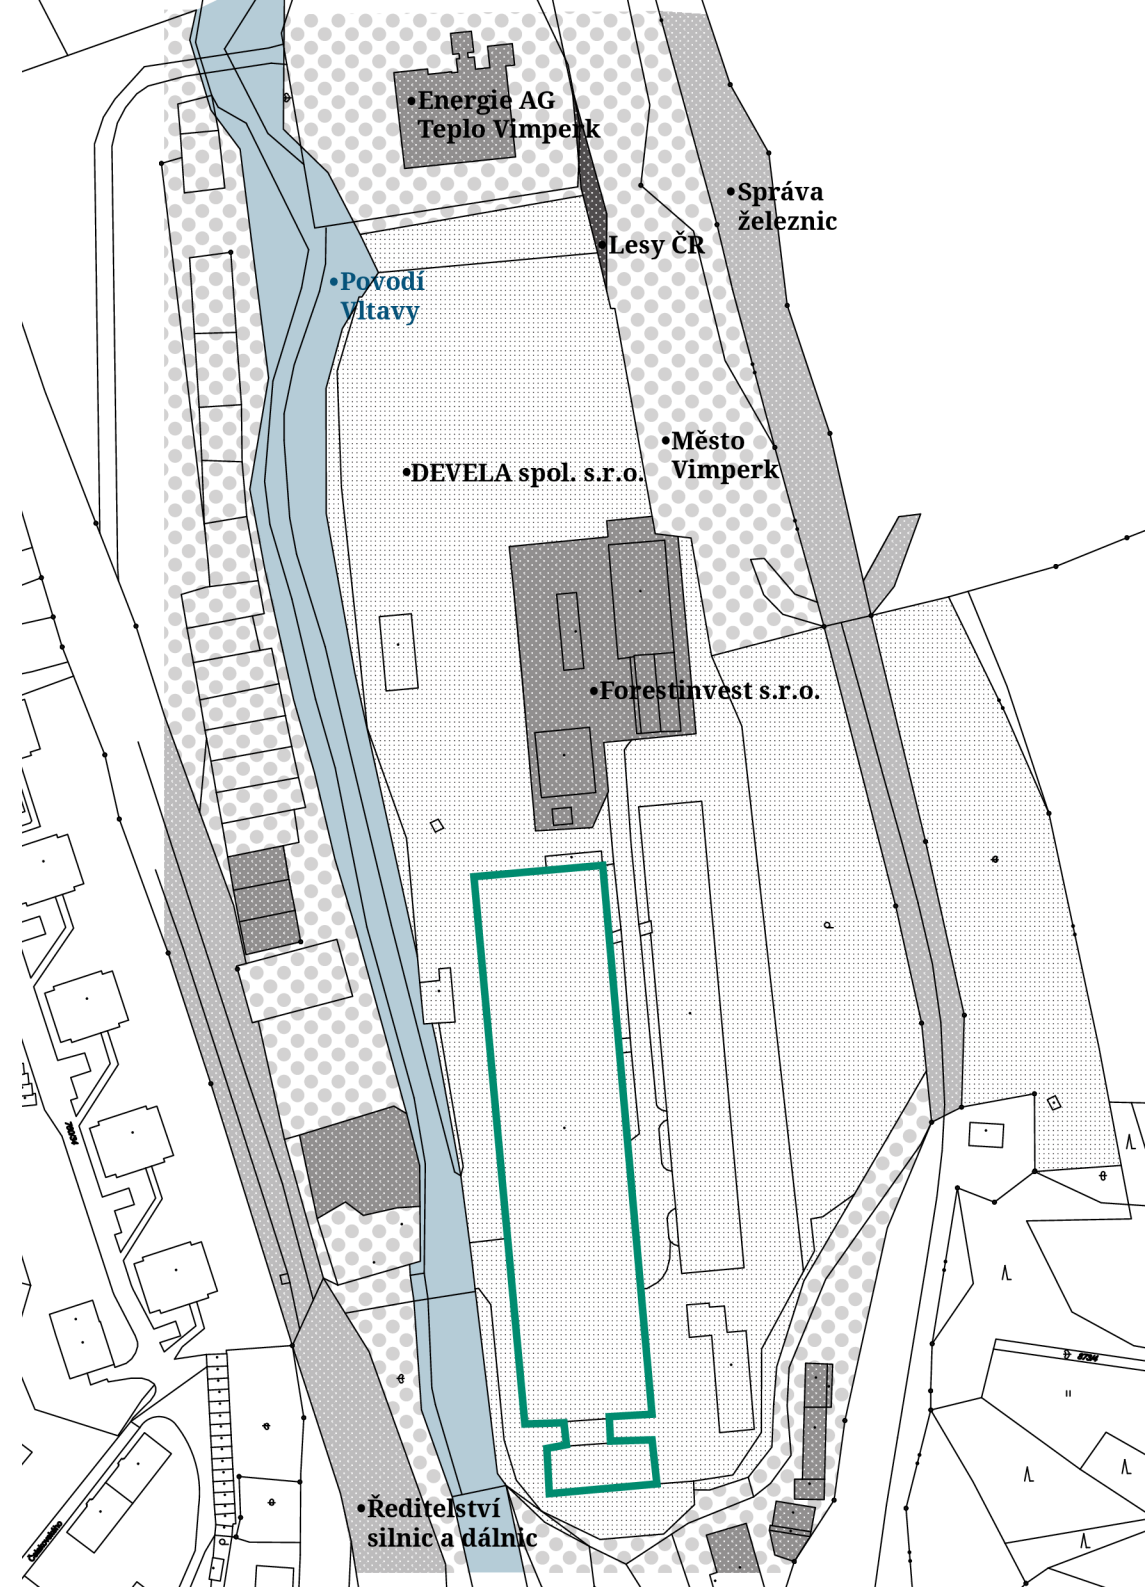 •Energie AG
Teplo Vimperk
•Správa
železnic
•Lesy ČR
•Povodí
Vltavy
•Město
Vimperk
•DEVELA spol. s.r.o.
•Forestinvest s.r.o.
•Ředitelství
silnic a dálnic